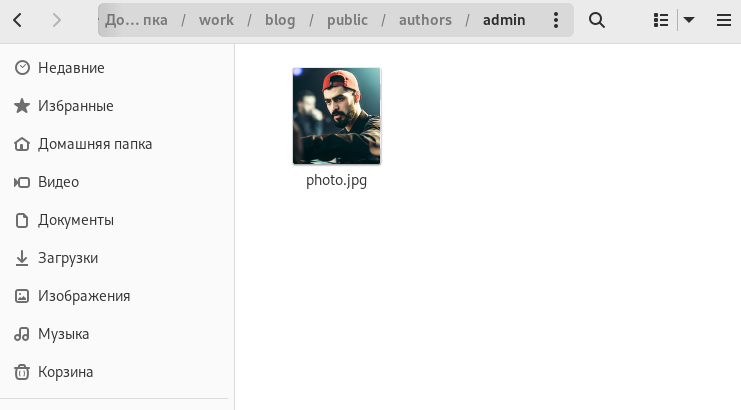 До… пка / work / blog / public / authors / admin
Недавние
Избранные
Домашняя папка
Видео
Документы
Загрузки
Изображения
Музыка
Корзина
photo.jpg